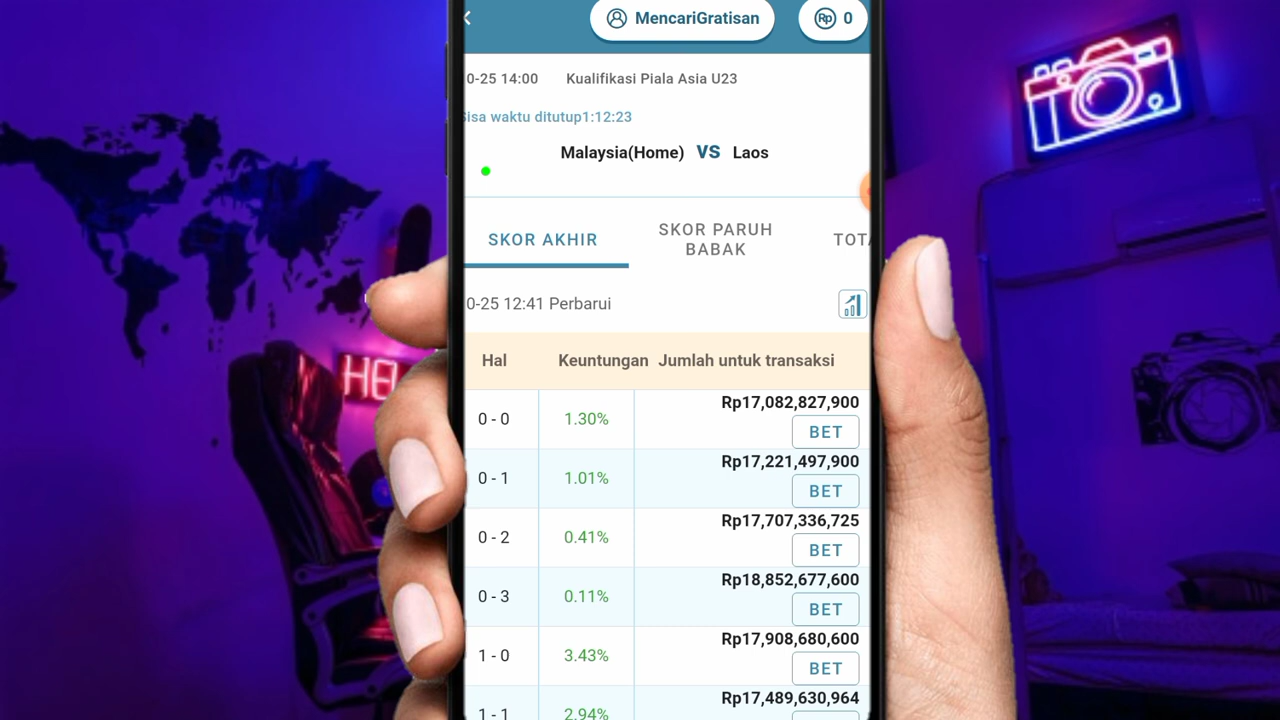 MencariGratisan
Rp 0
0-25 14:00 Kualifikasi Piala Asia U23
Sisa waktu ditutup1:12:23
Malaysia(Home) VS Laos
SKOR AKHIR
SKOR PARUH
BABAK
TOTA
0-25 12:41 Perbarui
Hal Keuntungan Jumlah untuk transaksi
0 - 0 1.30% Rp17,082,827,900
BET
0 - 1 1.01% Rp17,221,497,900
BET
0 - 2 0.41% Rp17,707,336,725
BET
0 - 3 0.11% Rp18,852,677,600
BET
1 - 0 3.43% Rp17,908,680,600
BET
1 - 1 2.94% Rp17,489,630,964